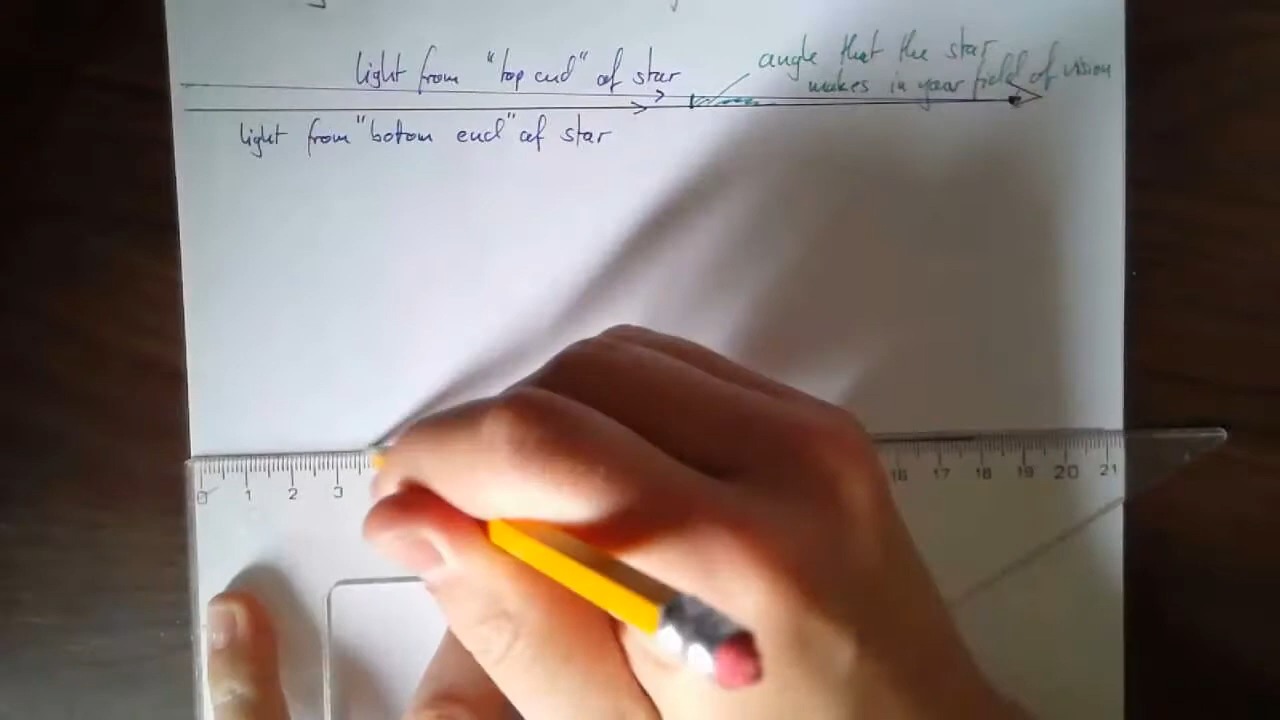 angle that the star
light from "top end" of star
makes in your field of vision
light from "botom end" of star
0 1 2 3 16 17 18 19 20 21